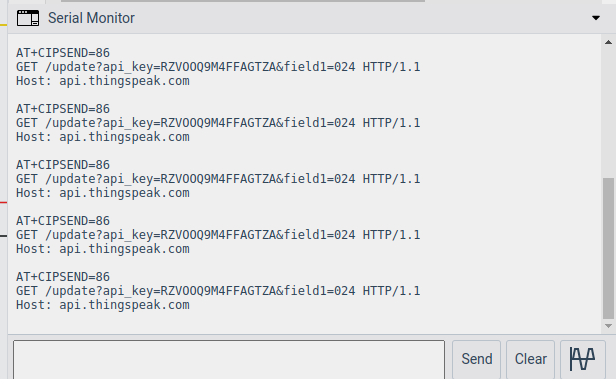 Serial Monitor
AT+CIPSEND=86
GET /update?api_key=RZVOOQ9M4FFAGTZA&field1=024 HTTP/1.1
Host: api.thingspeak.com
AT+CIPSEND=86
GET /update?api_key=RZVOOQ9M4FFAGTZA&field1=024 HTTP/1.1
Host: api.thingspeak.com
AT+CIPSEND=86
GET /update?api_key=RZVOOQ9M4FFAGTZA&field1=024 HTTP/1.1
Host: api.thingspeak.com
AT+CIPSEND=86
GET /update?api_key=RZVOOQ9M4FFAGTZA&field1=024 HTTP/1.1
Host: api.thingspeak.com
AT+CIPSEND=86
GET /update?api_key=RZVOOQ9M4FFAGTZA&field1=024 HTTP/1.1
Host: api.thingspeak.com
Send Clear